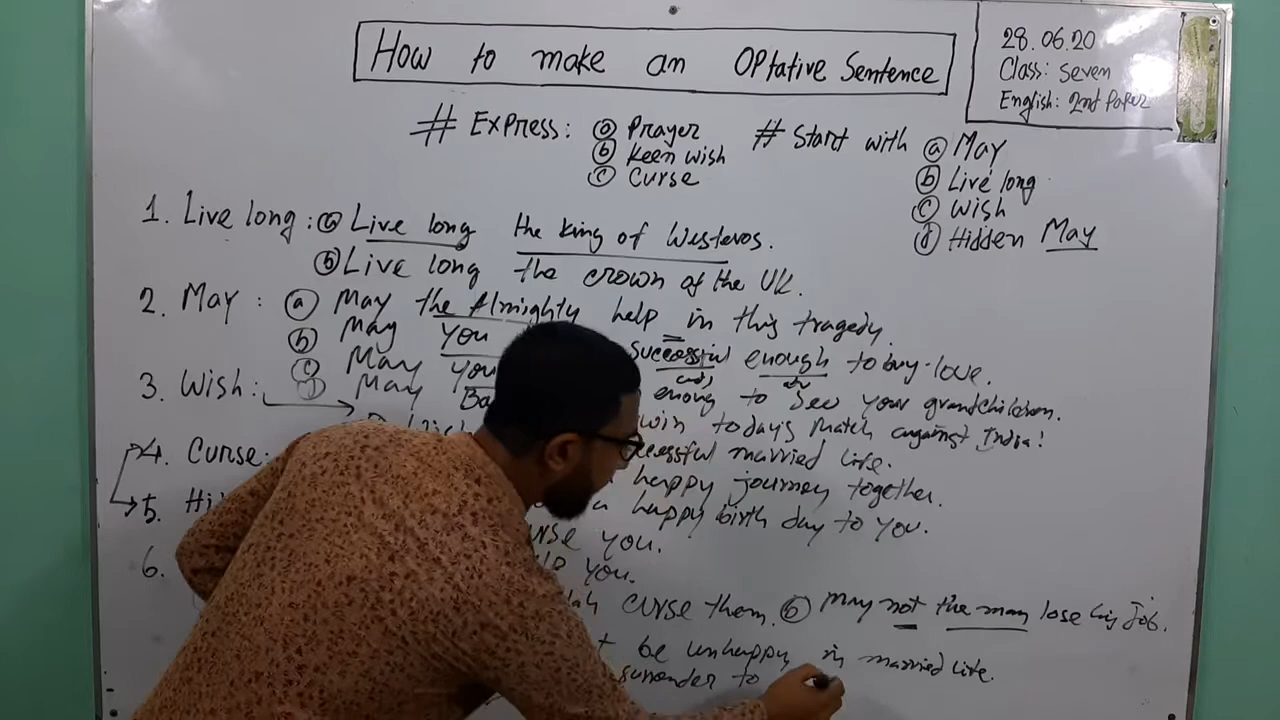 How to make an OPtative Sentence
28.06.20
Class: Seven
English: 2nd Paper
# ExPress: ⓐ Prayer
ⓑ Keen wish
ⓒ Curse
# Start with ⓐ May
ⓑ Live long
ⓒ Wish
ⓓ Hidden May
1. Live long: ⓐ Live long the King of Westeros.
ⓑ Live long the crown of the UK.
2. May : ⓐ May the Almighty help in this tragedy.
ⓑ May you successful enough to buy love.
ⓒ May you enough to see your grandchildren.
ⓓ May Ba win today's match against India!
3. Wish:
married life.
happy journey together.
a happy birth day to you.
4. Curse:
you.
5. Hi
you.
6.
curse them. ⓑ May not the man lose his job.
be unhappy in married life.
surrender to